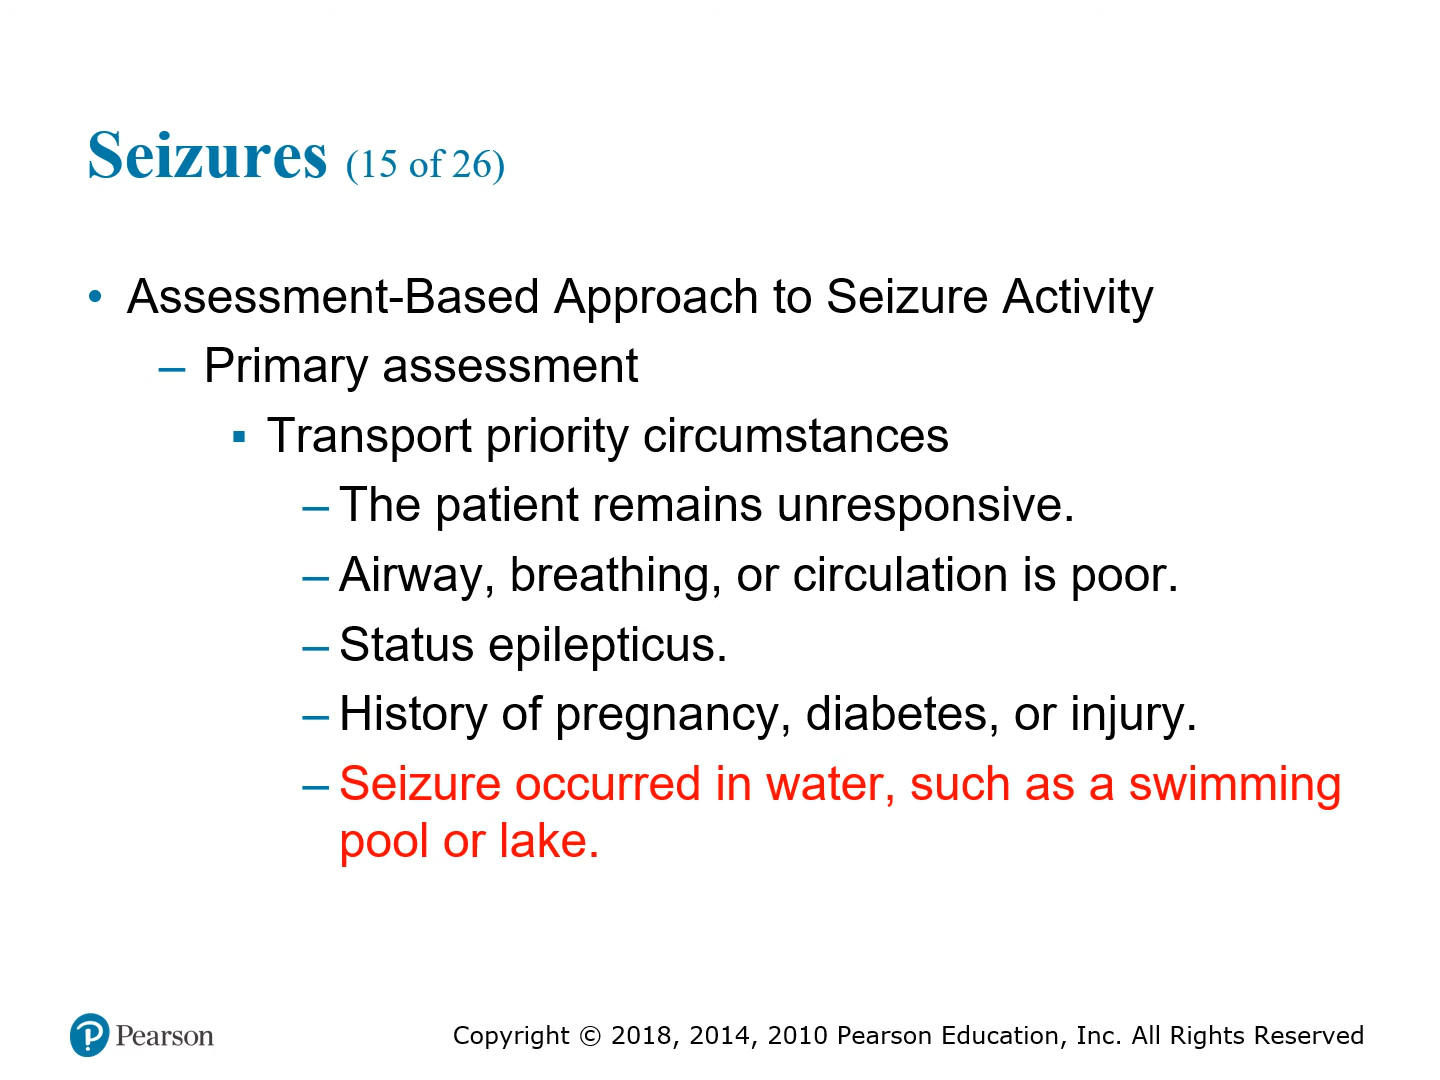 Seizures (15 of 26)
• Assessment-Based Approach to Seizure Activity
– Primary assessment
▪ Transport priority circumstances
– The patient remains unresponsive.
– Airway, breathing, or circulation is poor.
– Status epilepticus.
– History of pregnancy, diabetes, or injury.
– Seizure occurred in water, such as a swimming
pool or lake.
Pearson
Copyright © 2018, 2014, 2010 Pearson Education, Inc. All Rights Reserved